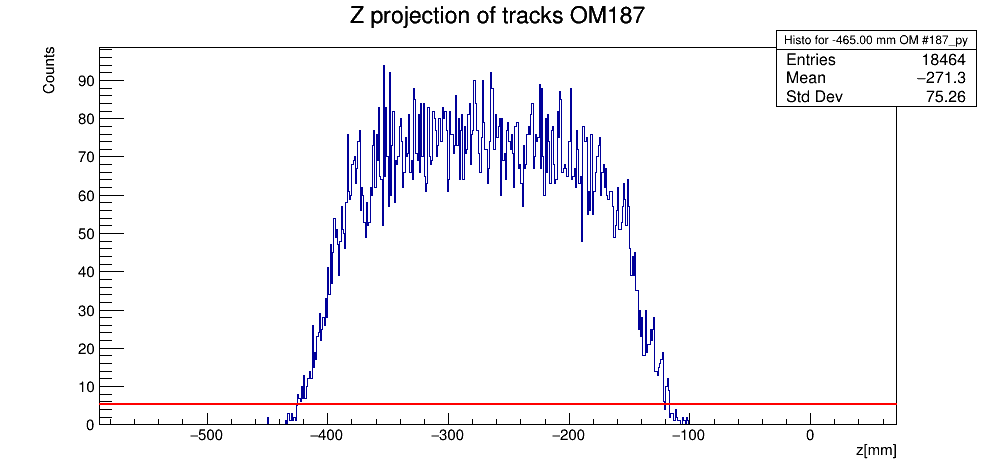 Z projection of tracks OM187
Histo for -465.00 mm OM #187_py
Entries 18464
Mean −271.3
Std Dev 75.26
Counts
90
80
70
60
50
40
30
20
10
0
−500 −400 −300 −200 −100 0
z[mm]